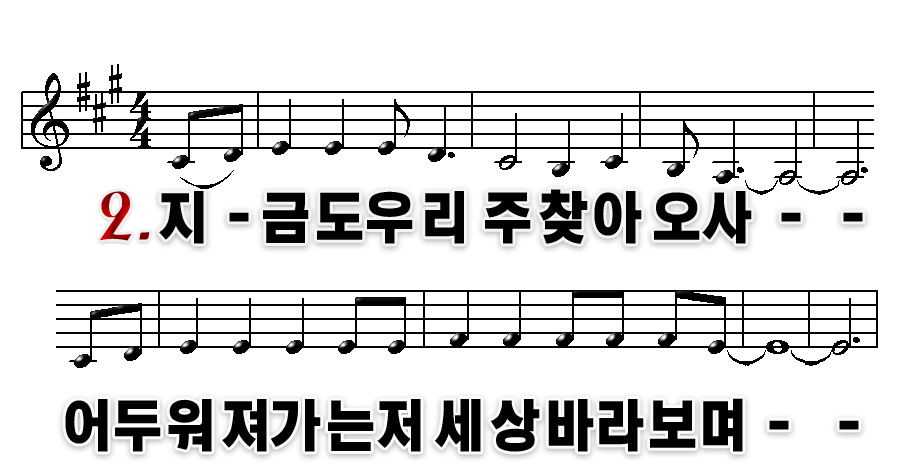 2. 지 - 금도우리 주찾아 오사 - -
어두워 져가는저 세상바라보며 - -